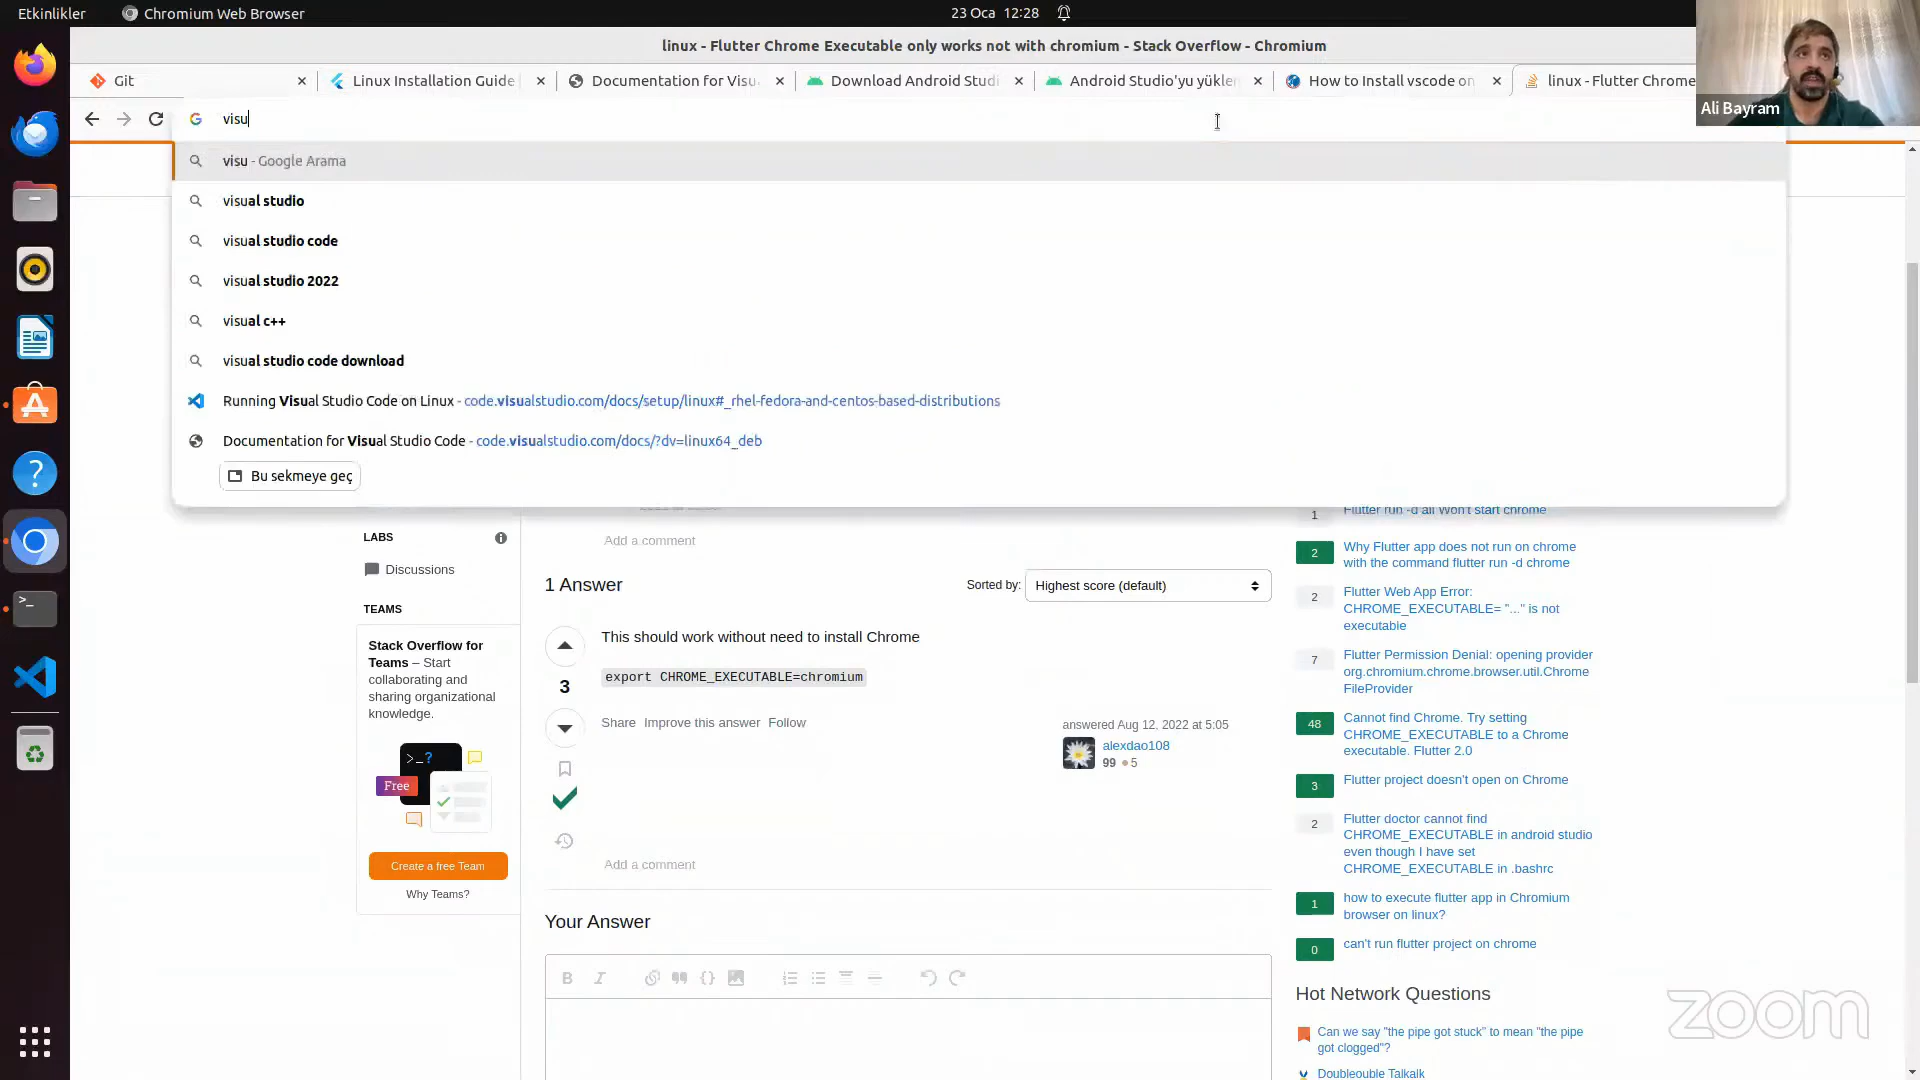 Etkinlikler
Chromium Web Browser
23 Oca 12:28
linux - Flutter Chrome Executable only works not with chromium - Stack Overflow - Chromium
Git
Linux Installation Guide
Documentation for Visu
Download Android Studi
Android Studio'yu yüklen
How to Install vscode on
linux - Flutter Chrome
Ali Bayram
visu
visu - Google Arama
visual studio
visual studio code
visual studio 2022
visual c++
visual studio code download
Running Visual Studio Code on Linux - code.visualstudio.com/docs/setup/linux#_rhel-fedora-and-centos-based-distributions
Documentation for Visual Studio Code - code.visualstudio.com/docs/?dv=linux64_deb
Bu sekmeye geç
LABS
Discussions
TEAMS
Stack Overflow for
Teams – Start
collaborating and
sharing organizational
knowledge.
>_?
Free
Create a free Team
Why Teams?
Add a comment
1 Answer
Sorted by:
Highest score (default)
This should work without need to install Chrome
3
export CHROME_EXECUTABLE=chromium
Share Improve this answer Follow
answered Aug 12, 2022 at 5:05
alexdao108
99 ●5
Add a comment
Your Answer
B I
1 Flutter run -d all Won't start chrome
2 Why Flutter app does not run on chrome
with the command flutter run -d chrome
2 Flutter Web App Error:
CHROME_EXECUTABLE= "..." is not
executable
7 Flutter Permission Denial: opening provider
org.chromium.chrome.browser.util.Chrome
FileProvider
48 Cannot find Chrome. Try setting
CHROME_EXECUTABLE to a Chrome
executable. Flutter 2.0
3 Flutter project doesn't open on Chrome
2 Flutter doctor cannot find
CHROME_EXECUTABLE in android studio
even though I have set
CHROME_EXECUTABLE in .bashrc
1 how to execute flutter app in Chromium
browser on linux?
0 can't run flutter project on chrome
Hot Network Questions
Can we say "the pipe got stuck" to mean "the pipe
got clogged"?
Doubleouble Talkalk
zoom